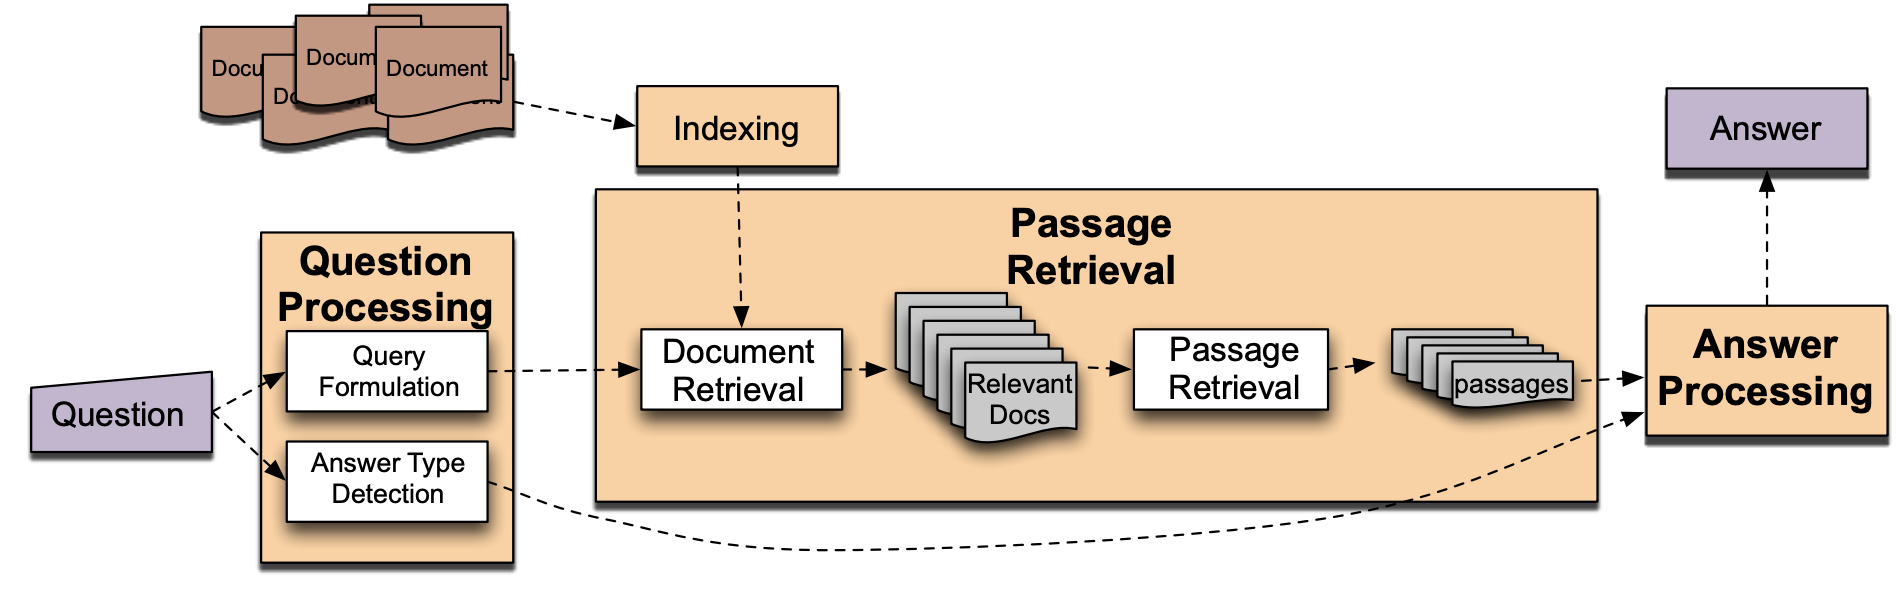 Docu
Docum
Document
Indexing
Answer
Passage
Retrieval
Question
Processing
Query
Formulation
Document
Retrieval
Relevant
Docs
Passage
Retrieval
passages
Answer
Processing
Question
Answer Type
Detection